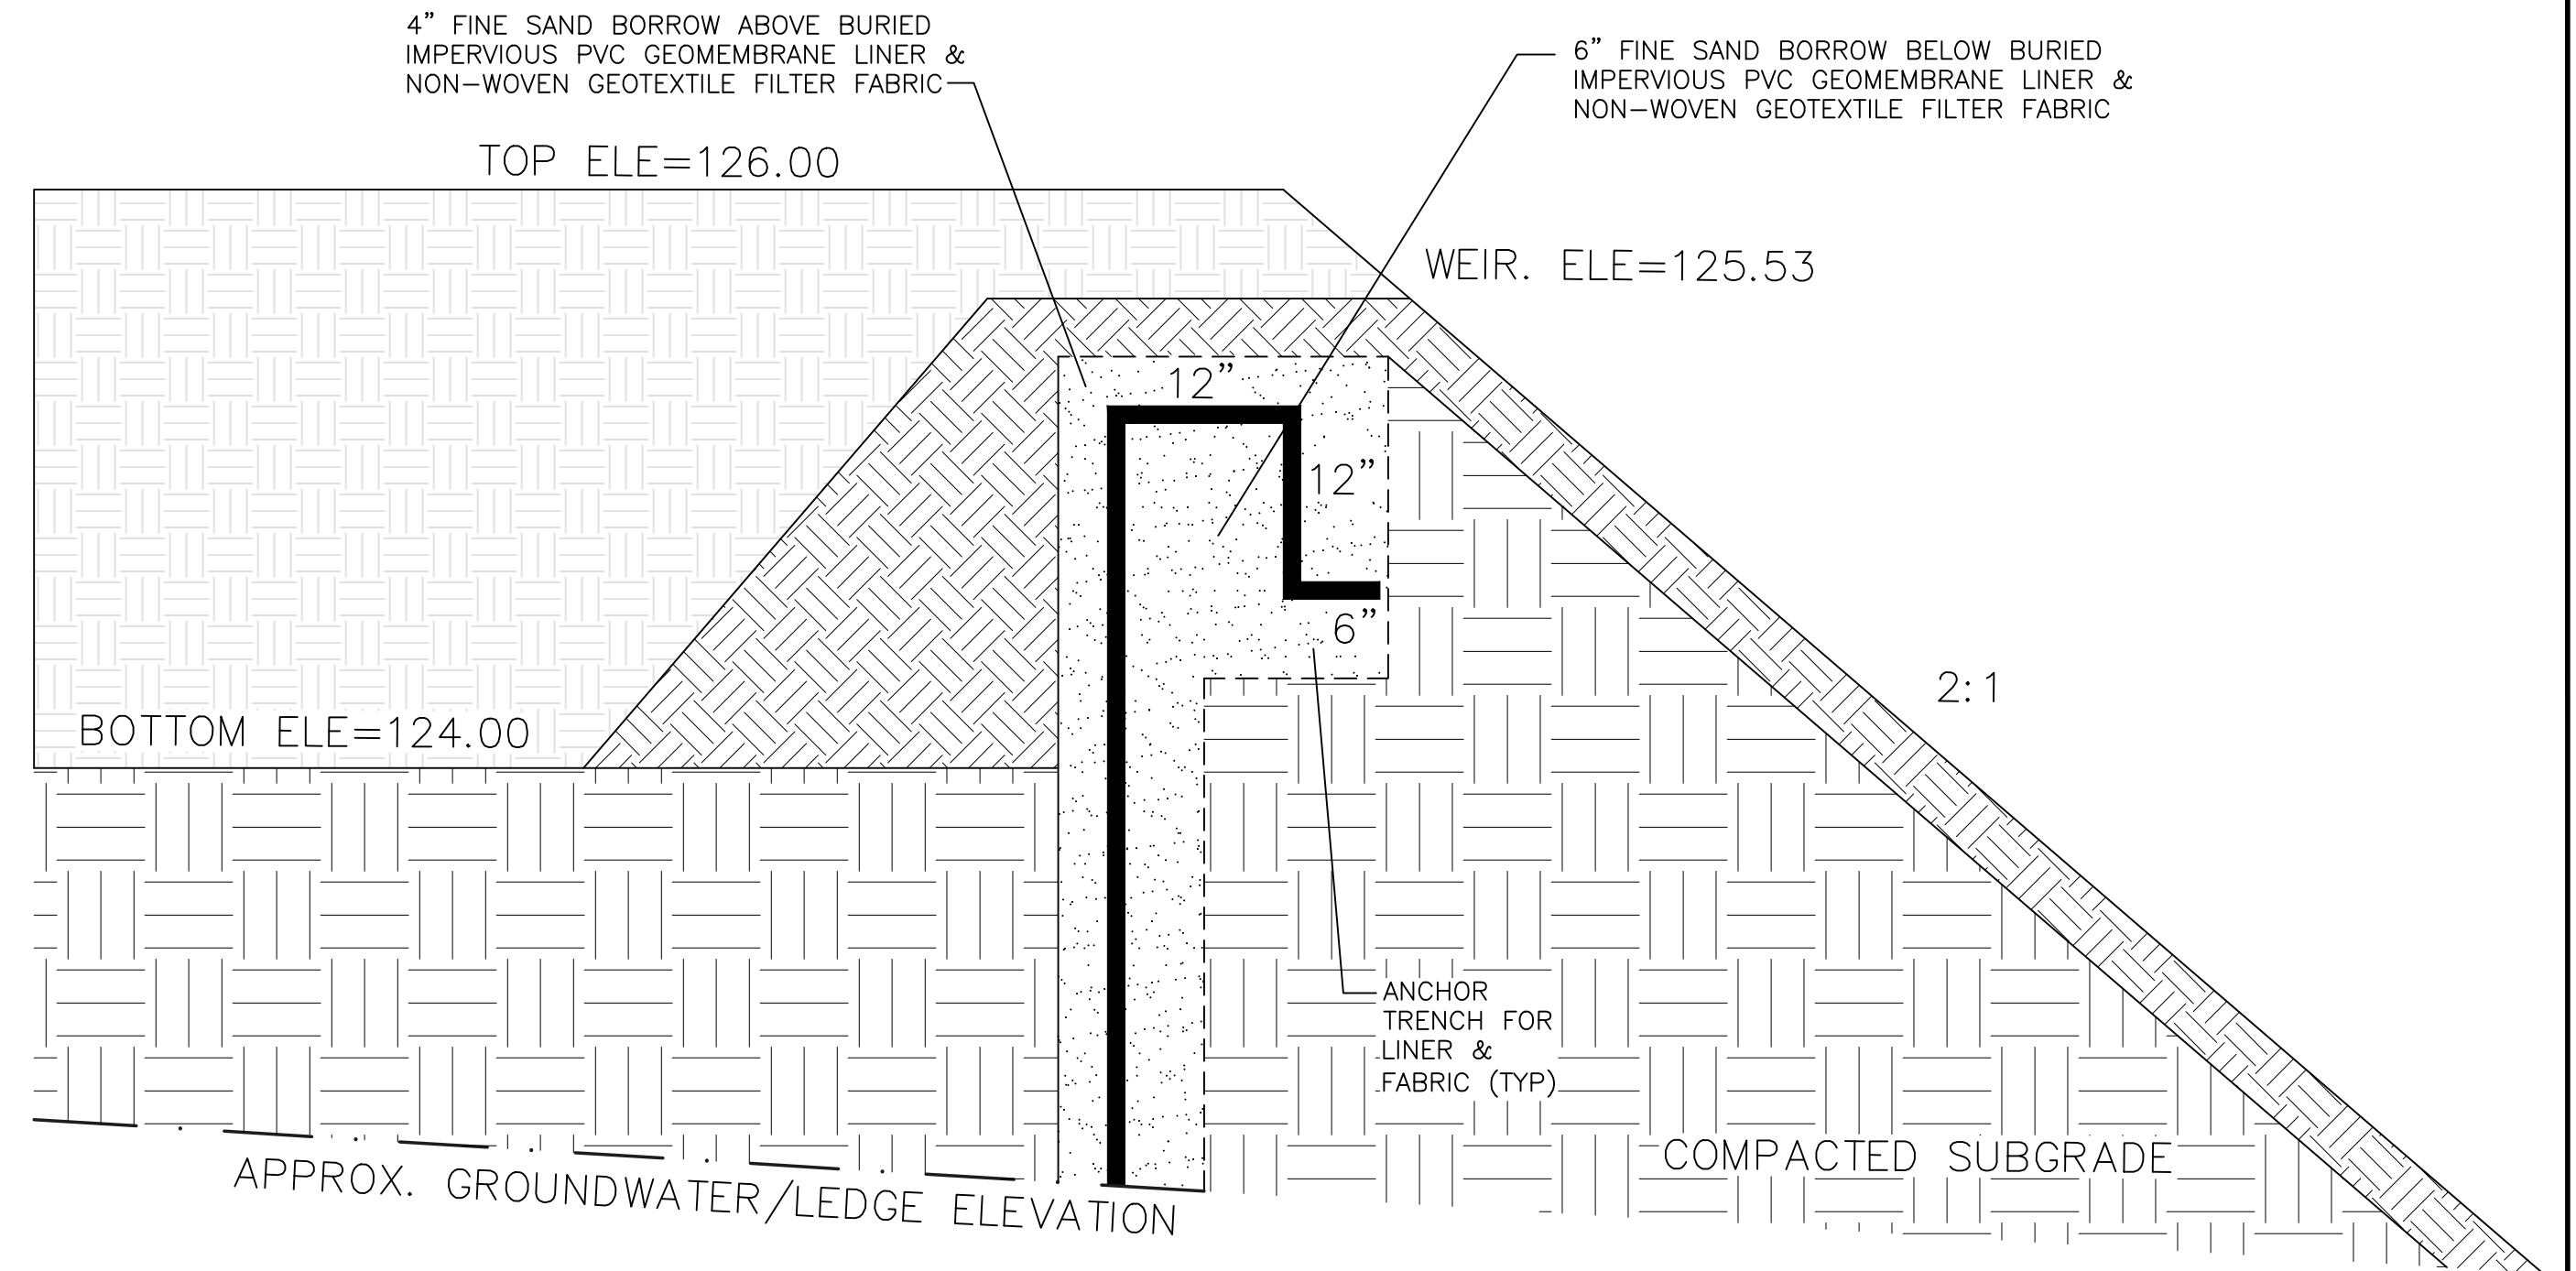 4” FINE SAND BORROW ABOVE BURIED
IMPERVIOUS PVC GEOMEMBRANE LINER &
NON-WOVEN GEOTEXTILE FILTER FABRIC
6” FINE SAND BORROW BELOW BURIED
IMPERVIOUS PVC GEOMEMBRANE LINER &
NON-WOVEN GEOTEXTILE FILTER FABRIC
TOP ELE=126.00
WEIR. ELE=125.53
12”
12”
6”
2:1
BOTTOM ELE=124.00
ANCHOR
TRENCH FOR
LINER &
FABRIC (TYP)
COMPACTED SUBGRADE
APPROX. GROUNDWATER/LEDGE ELEVATION